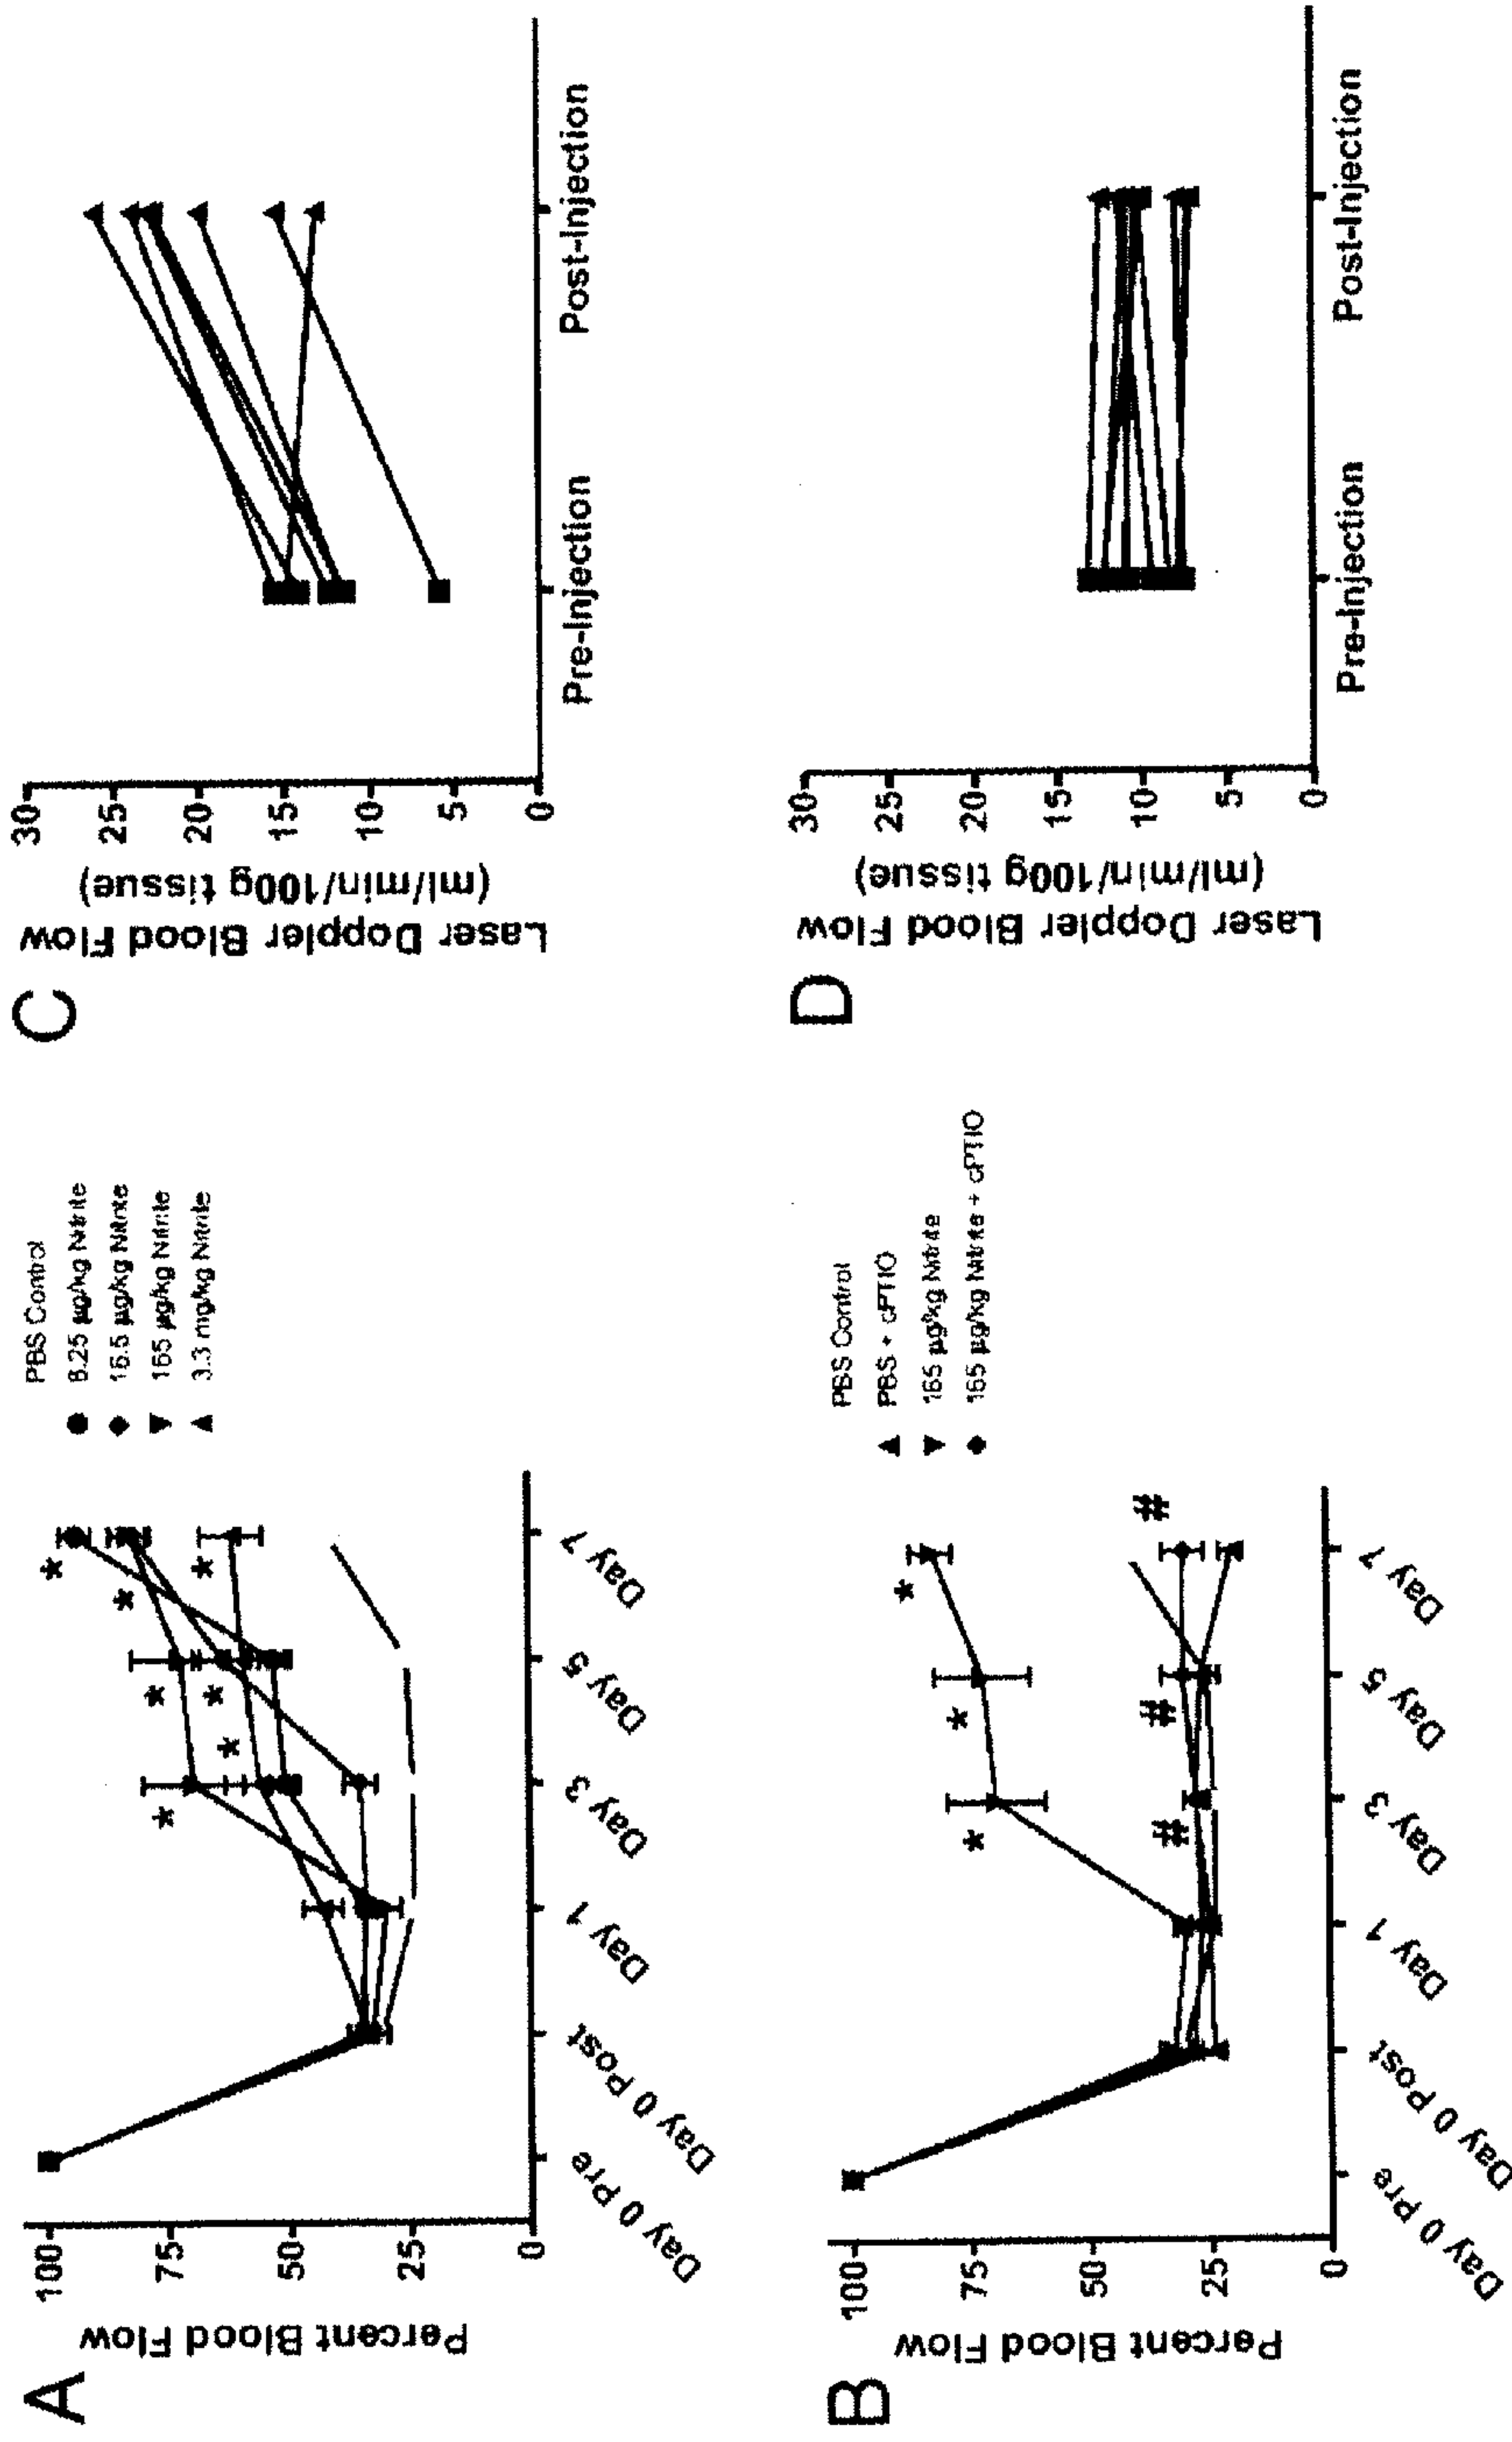 A
Percent Blood Flow
100
75
50
25
0
Day 0 Pre
Day 0 Post
Day 1
Day 3
Day 5
Day 7
*
*
*
*
*
*
*
PBS Control
8.25 µg/kg Nitrite
16.5 µg/kg Nitrite
165 µg/kg Nitrite
3.3 mg/kg Nitrite
C
Laser Doppler Blood Flow
(ml/min/100g tissue)
30
25
20
15
10
5
0
Pre-Injection
Post-Injection
B
Percent Blood Flow
100
75
50
25
0
Day 0 Pre
Day 0 Post
Day 1
Day 3
Day 5
Day 7
*
*
*
#
#
#
PBS Control
PBS + cPTIO
165 µg/kg Nitrite
165 µg/kg Nitrite + cPTIO
D
Laser Doppler Blood Flow
(ml/min/100g tissue)
30
25
20
15
10
5
0
Pre-Injection
Post-Injection